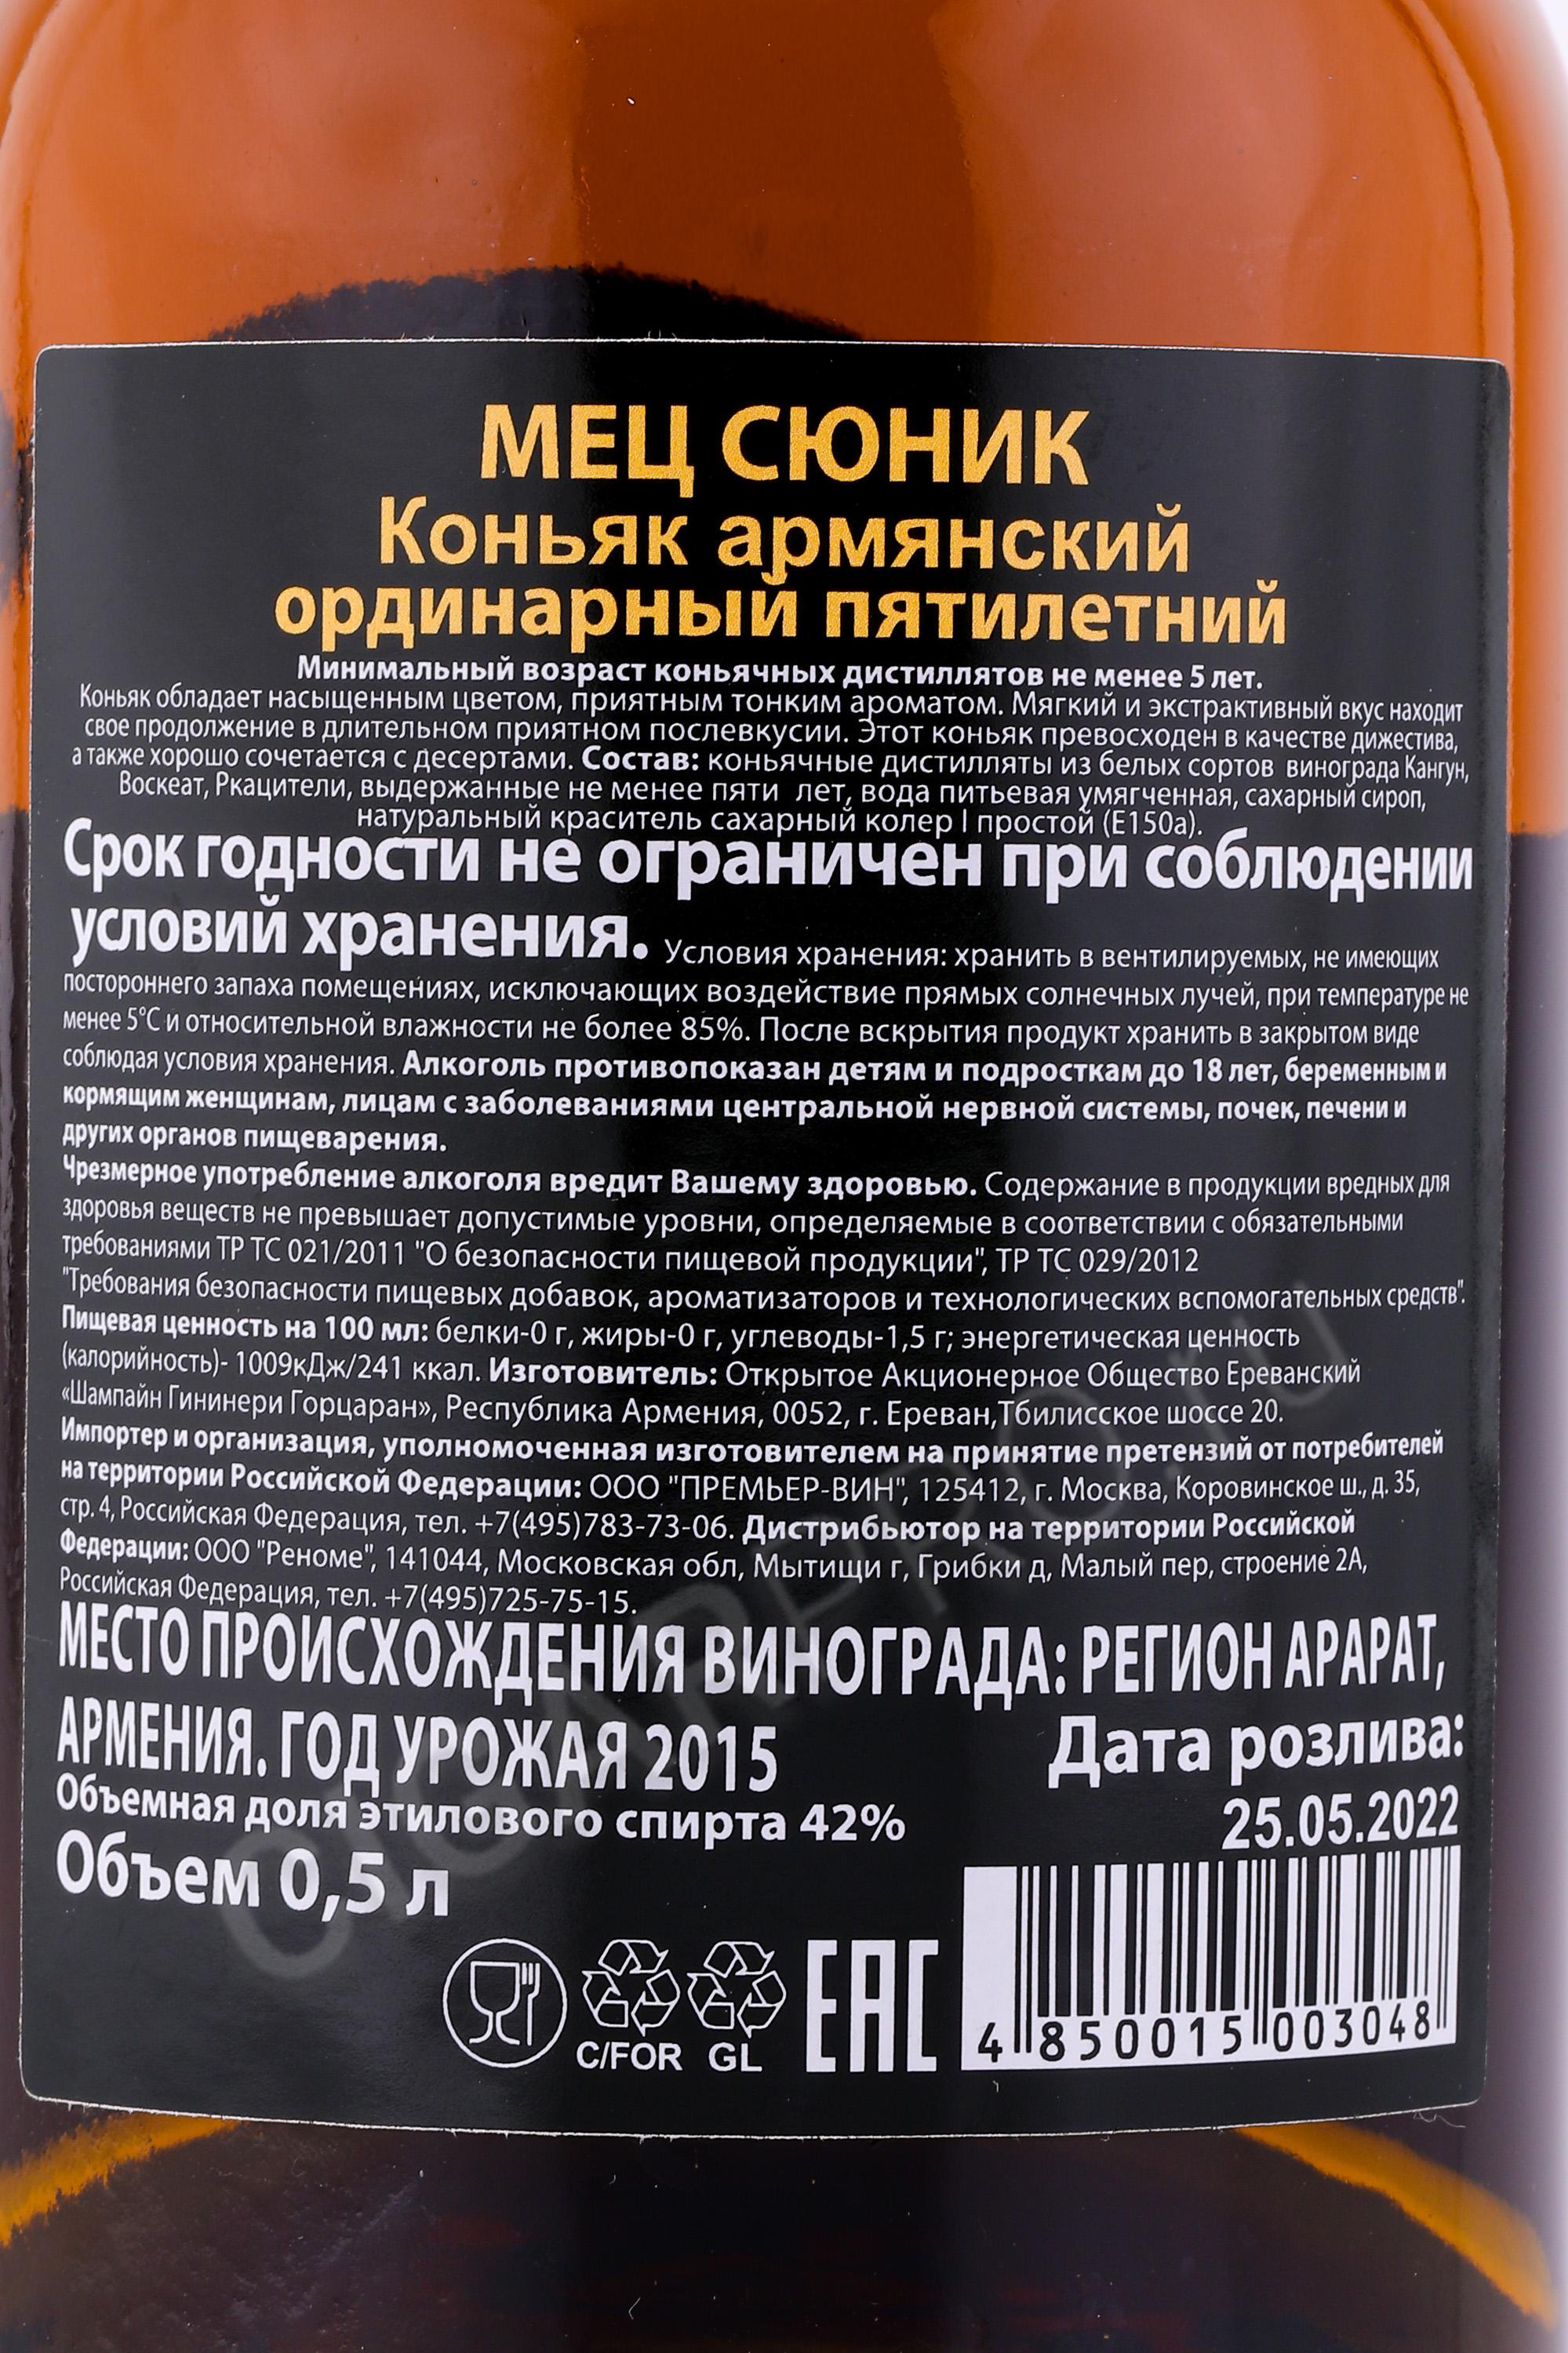 МЕЦ СЮНИК
Коньяк армянский
ординарный пятилетний
Минимальный возраст коньячных дистиллятов не менее 5 лет.
Коньяк обладает насыщенным цветом, приятным тонким ароматом. Мягкий и экстрактивный вкус находит
свое продолжение в длительном приятном послевкусии. Этот коньяк превосходен в качестве дижестива,
а также хорошо сочетается с десертами. Состав: коньячные дистилляты из белых сортов винограда Кангун,
Воскеат, Ркацители, выдержанные не менее пяти лет, вода питьевая умягченная, сахарный сироп,
натуральный краситель сахарный колер I простой (Е150а).
Срок годности не ограничен при соблюдении
условий хранения. Условия хранения: хранить в вентилируемых, не имеющих
постороннего запаха помещениях, исключающих воздействие прямых солнечных лучей, при температуре не
менее 5°С и относительной влажности не более 85%. После вскрытия продукт хранить в закрытом виде
соблюдая условия хранения. Алкоголь противопоказан детям и подросткам до 18 лет, беременным и
кормящим женщинам, лицам с заболеваниями центральной нервной системы, почек, печени и
других органов пищеварения.
Чрезмерное употребление алкоголя вредит Вашему здоровью. Содержание в продукции вредных для
здоровья веществ не превышает допустимые уровни, определяемые в соответствии с обязательными
требованиями ТР ТС 021/2011 "О безопасности пищевой продукции", ТР ТС 029/2012
"Требования безопасности пищевых добавок, ароматизаторов и технологических вспомогательных средств".
Пищевая ценность на 100 мл: белки-0 г, жиры-0 г, углеводы-1,5 г; энергетическая ценность
(калорийность)- 1009кДж/241 ккал. Изготовитель: Открытое Акционерное Общество Ереванский
«Шампайн Гининери Горцаран», Республика Армения, 0052, г. Ереван,Тбилисское шоссе 20.
Импортер и организация, уполномоченная изготовителем на принятие претензий от потребителей
на территории Российской Федерации: ООО "ПРЕМЬЕР-ВИН", 125412, г. Москва, Коровинское ш., д. 35,
стр. 4, Российская Федерация, тел. +7(495)783-73-06. Дистрибьютор на территории Российской
Федерации: ООО "Реноме", 141044, Московская обл, Мытищи г, Грибки д, Малый пер, строение 2А,
Российская Федерация, тел. +7(495)725-75-15.
МЕСТО ПРОИСХОЖДЕНИЯ ВИНОГРАДА: РЕГИОН АРАРАТ,
АРМЕНИЯ. ГОД УРОЖАЯ 2015
Дата розлива:
25.05.2022
Объемная доля этилового спирта 42%
Объем 0,5 л
C/FOR GL
EAC
4 850015 003048
CIGARPRO.ru